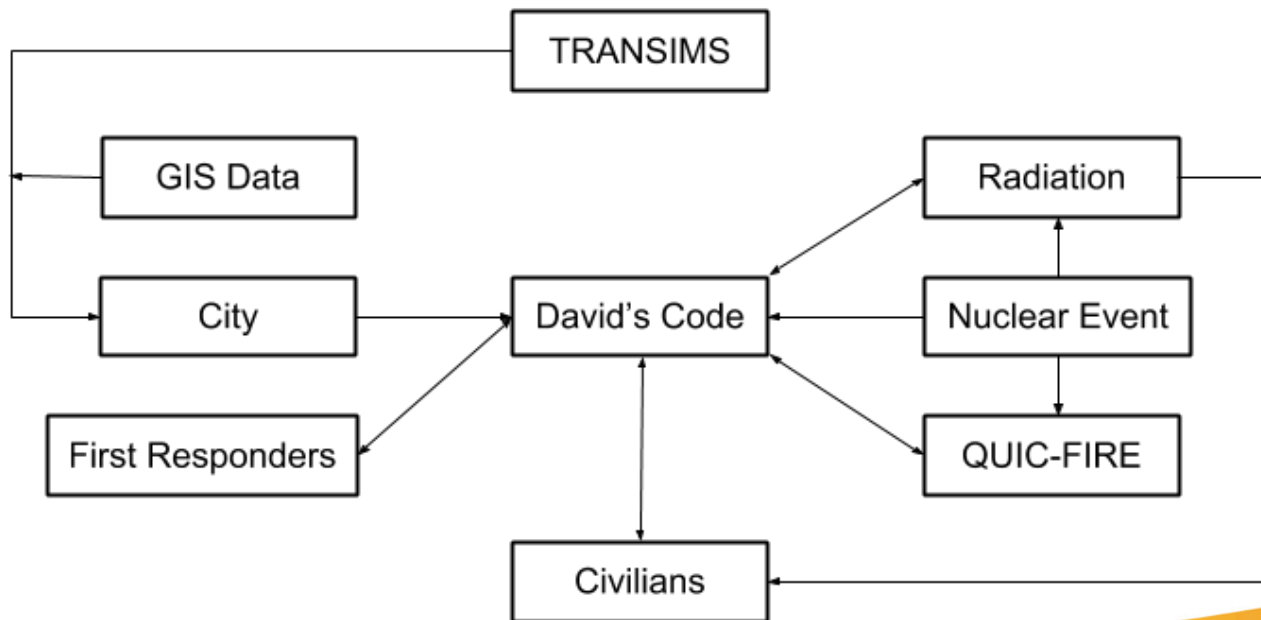 TRANSIMS
GIS Data
Radiation
City
David's Code
Nuclear Event
First Responders
QUIC-FIRE
Civilians